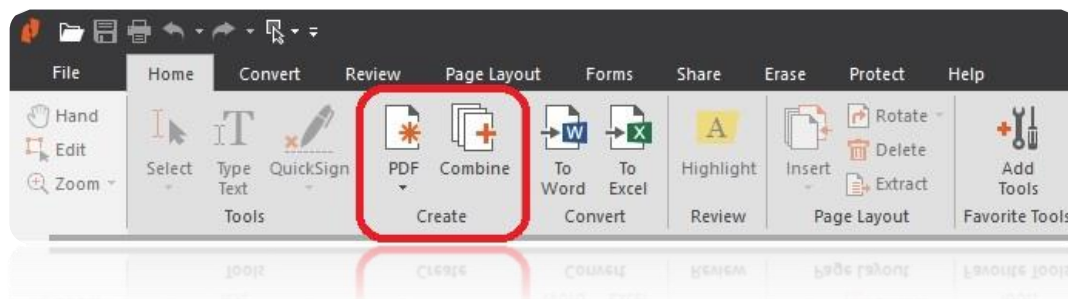 File Home Convert Review Page Layout Forms Share Erase Protect Help
Hand
Edit
Zoom
Select
Type
Text
QuickSign
Tools
PDF
Combine
Create
W
To
Word
X
To
Excel
Convert
A
Highlight
Review
Insert
Rotate
Delete
Extract
Page Layout
Add
Tools
Favorite Tools